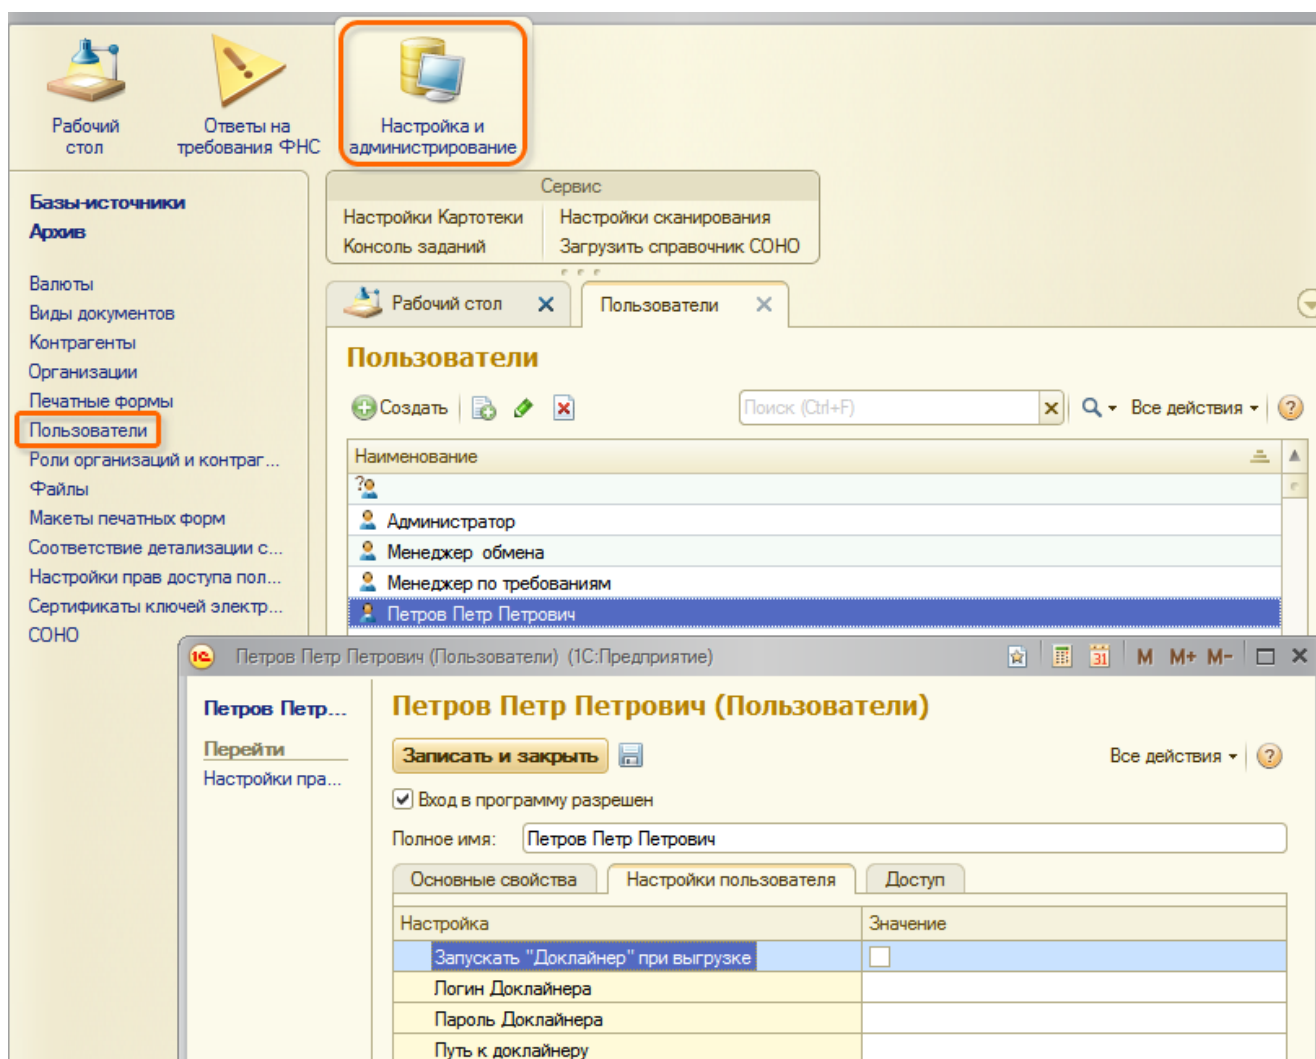 Рабочий
стол
Ответы на
требования ФНС
Настройка и
администрирование
Базы-источники
Архив
Валюты
Виды документов
Контрагенты
Организации
Печатные формы
Пользователи
Роли организаций и контраг...
Файлы
Макеты печатных форм
Соответствие детализации с...
Настройки прав доступа пол...
Сертификаты ключей электр...
СОНО
Сервис
Настройки Картотеки Настройки сканирования
Консоль заданий Загрузить справочник СОНО
Рабочий стол Пользователи
Пользователи
Создать Поиск (Ctrl+F) Все действия ?
Наименование
?
Администратор
Менеджер обмена
Менеджер по требованиям
Петров Петр Петрович
1С Петров Петр Петрович (Пользователи) (1С:Предприятие) 31 M M+ M-
Петров Петр...
Перейти
Настройки пра...
Петров Петр Петрович (Пользователи)
Записать и закрыть Все действия ?
Вход в программу разрешен
Полное имя: Петров Петр Петрович
Основные свойства Настройки пользователя Доступ
Настройка Значение
Запускать "Доклайнер" при выгрузке
Логин Доклайнера
Пароль Доклайнера
Путь к доклайнеру